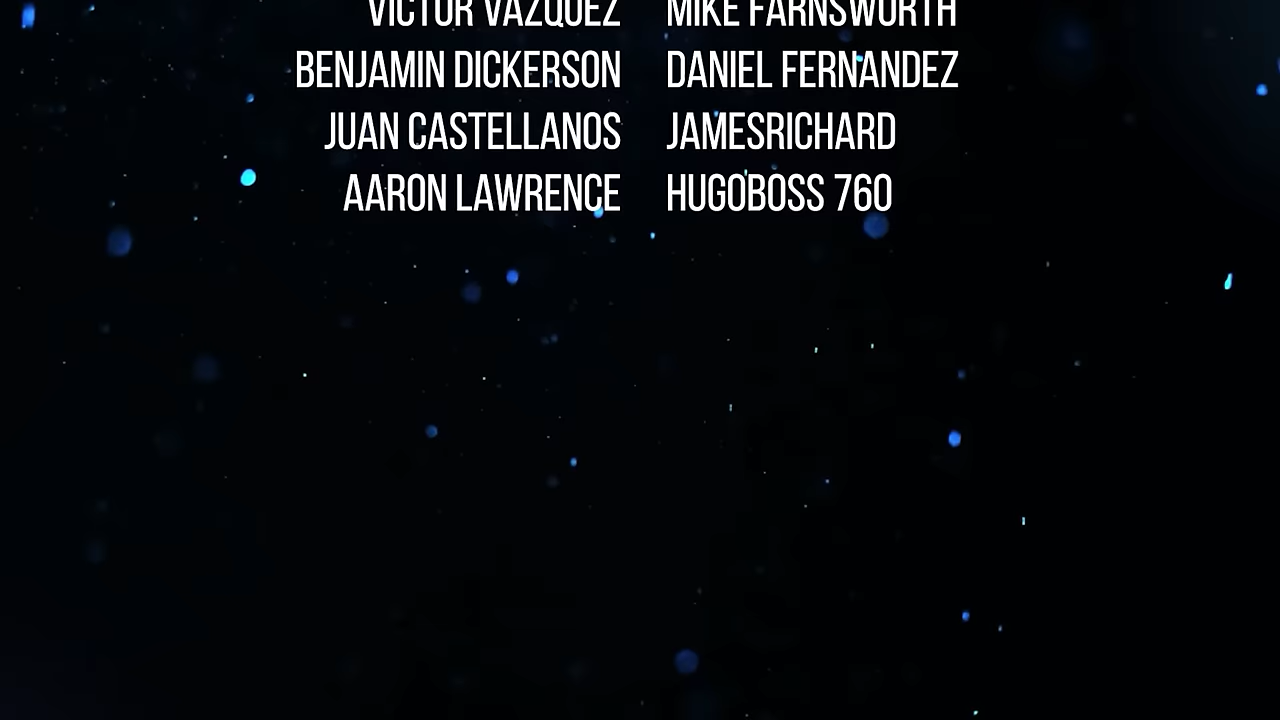 VICTOR VAZQUEZ MIKE FARNSWORTH
BENJAMIN DICKERSON DANIEL FERNANDEZ
JUAN CASTELLANOS JAMESRICHARD
AARON LAWRENCE HUGOBOSS 760